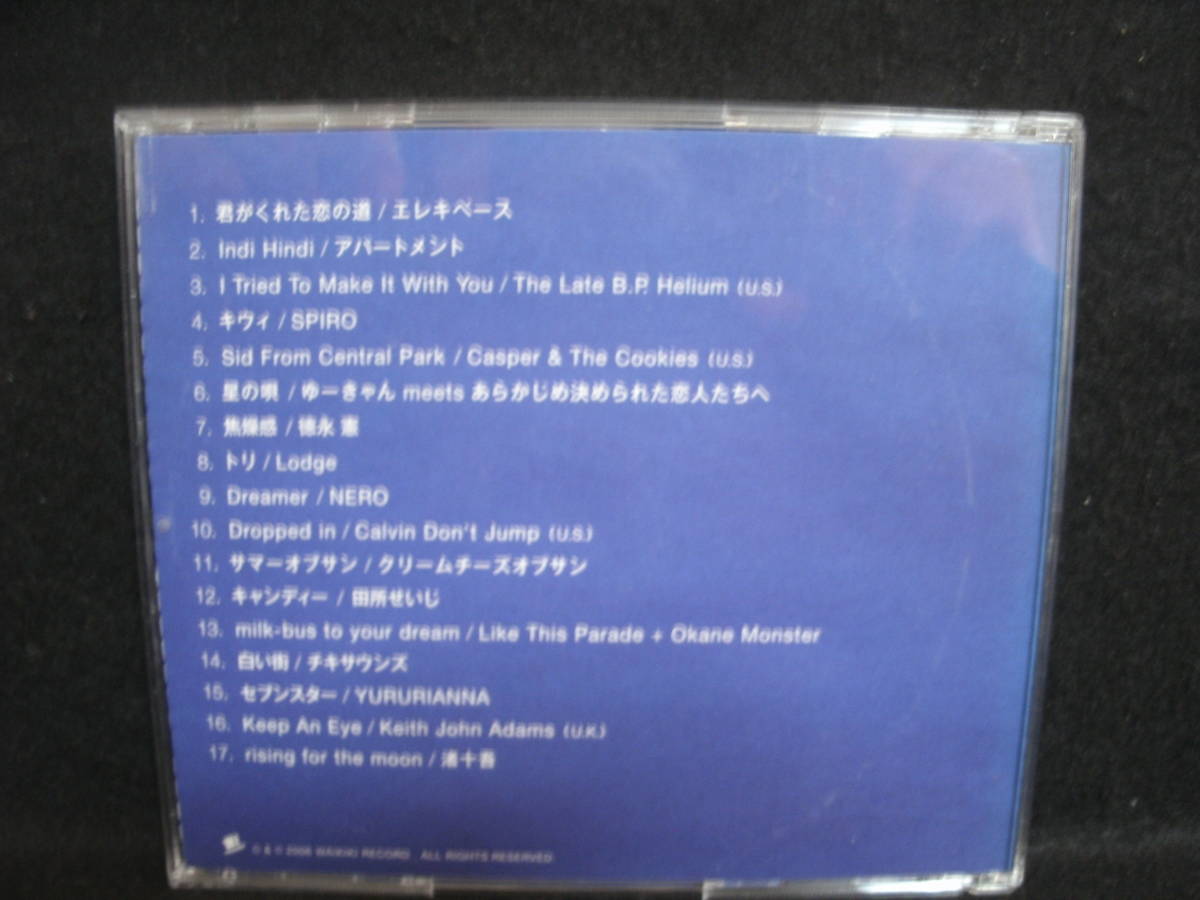 1. 君がくれた恋の道 / エレキベース
2. Indi Hindi / アパートメント
3. I Tried To Make It With You / The Late B.P. Helium (U.S.)
4. キウィ / SPIRO
5. Sid From Central Park / Casper & The Cookies (U.S.)
6. 星の唄 / ゆーきゃん meets あらかじめ決められた恋人たちへ
7. 焦燥感 / 徳永 憲
8. トリ / Lodge
9. Dreamer / NERO
10. Dropped in / Calvin Don't Jump (U.S.)
11. サマーオブサン / クリームチーズオブサン
12. キャンディー / 田所せいじ
13. milk-bus to your dream / Like This Parade + Okane Monster
14. 白い街 / チキサウンズ
15. セブンスター / YURURIANNA
16. Keep An Eye / Keith John Adams (U.K.)
17. rising for the moon / 渚十吾
2006 WAIKIKI RECORD ALL RIGHTS RESERVED